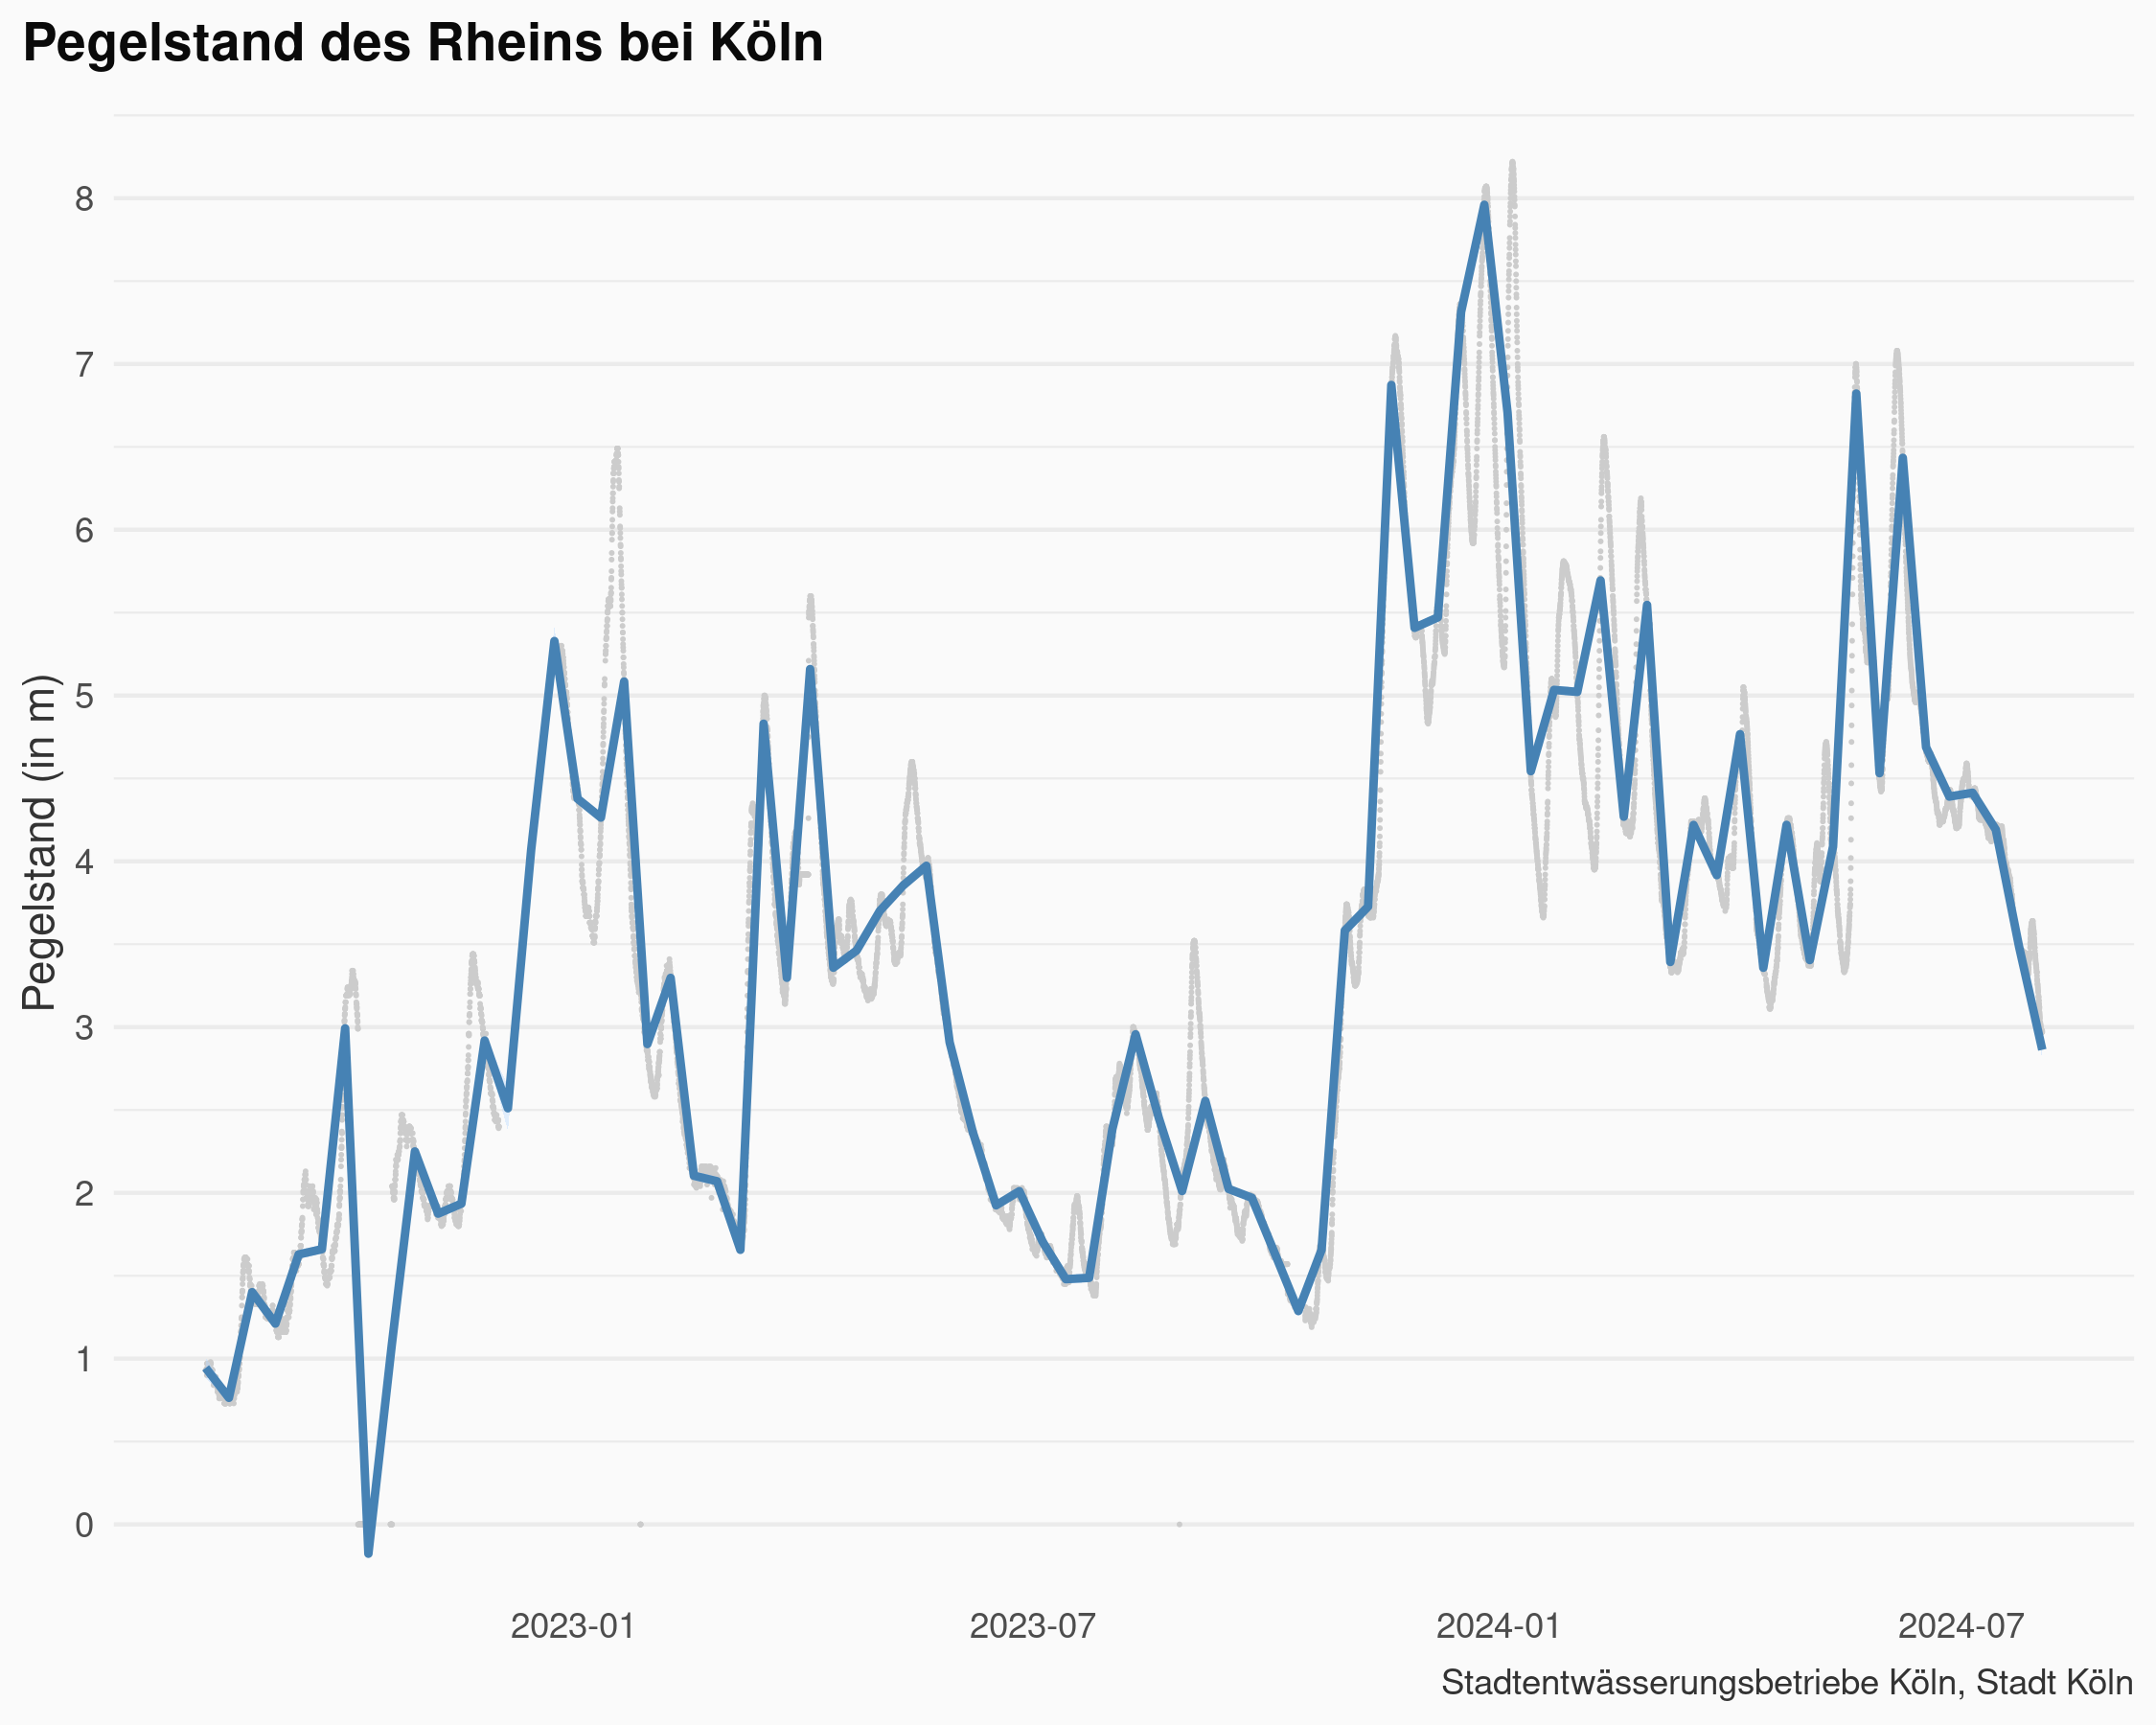 Pegelstand des Rheins bei Köln
Pegelstand (in m)
8
7
6
5
4
3
2
1
0
2023-01 2023-07 2024-01 2024-07
Stadtentwässerungsbetriebe Köln, Stadt Köln